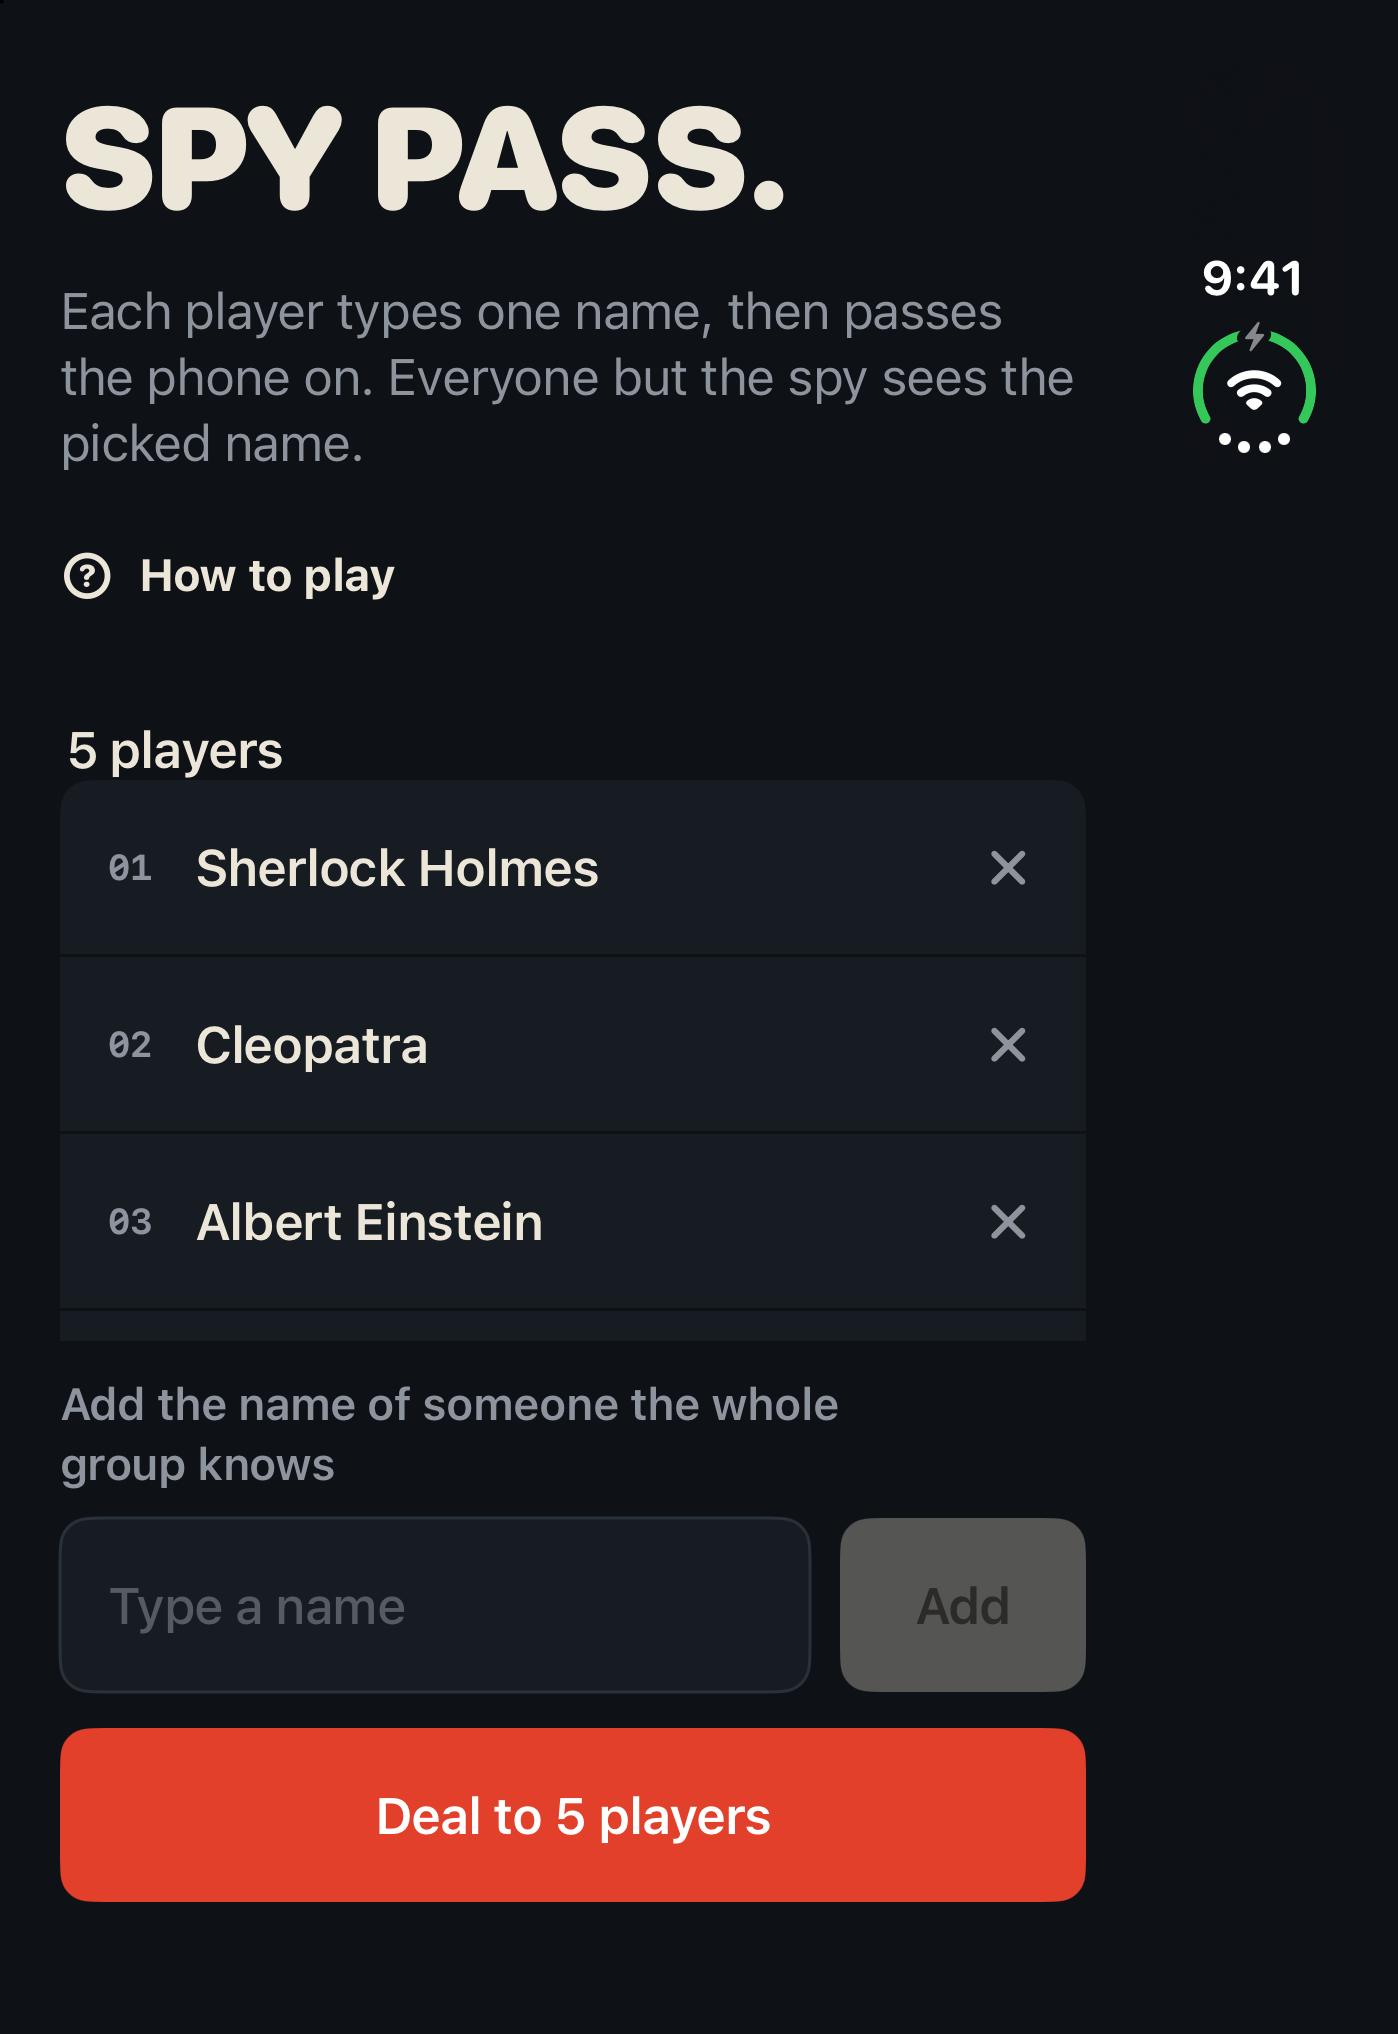 SPY PASS.
9:41
Each player types one name, then passes
the phone on. Everyone but the spy sees the
picked name.
How to play
5 players
01 Sherlock Holmes
02 Cleopatra
03 Albert Einstein
Add the name of someone the whole
group knows
Type a name
Add
Deal to 5 players